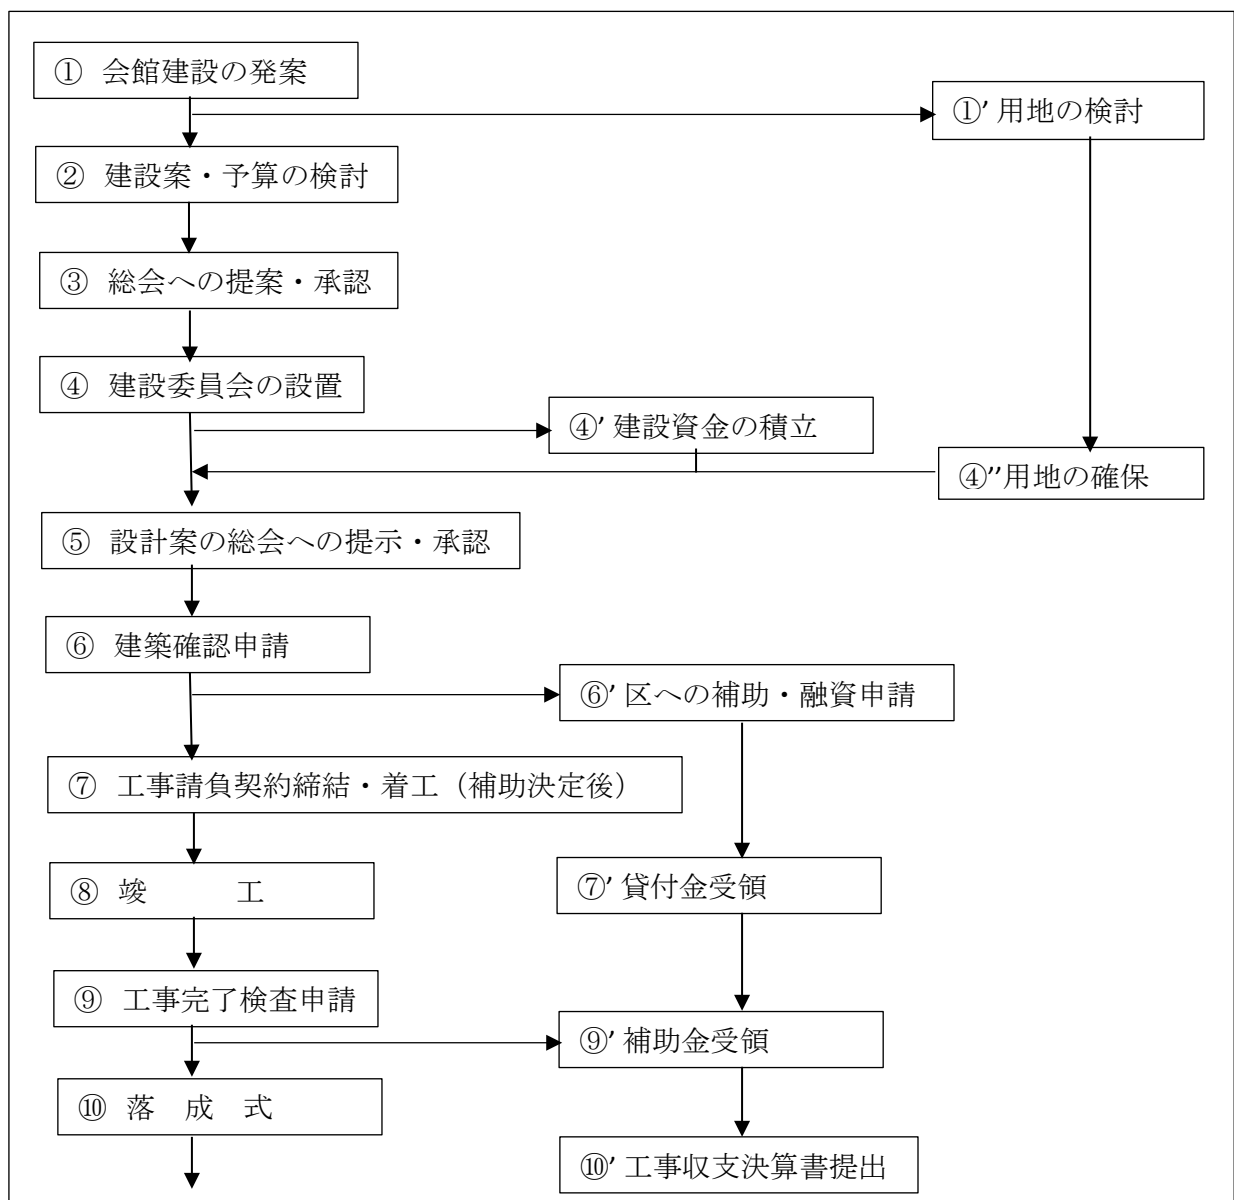 ① 会館建設の発案
①’用地の検討
② 建設案・予算の検討
③ 総会への提案・承認
④ 建設委員会の設置
④’建設資金の積立
④’’用地の確保
⑤ 設計案の総会への提示・承認
⑥ 建築確認申請
⑥’区への補助・融資申請
⑦ 工事請負契約締結・着工（補助決定後）
⑦’貸付金受領
⑧ 竣　　　工
⑨ 工事完了検査申請
⑨’補助金受領
⑩ 落　成　式
⑩’工事収支決算書提出